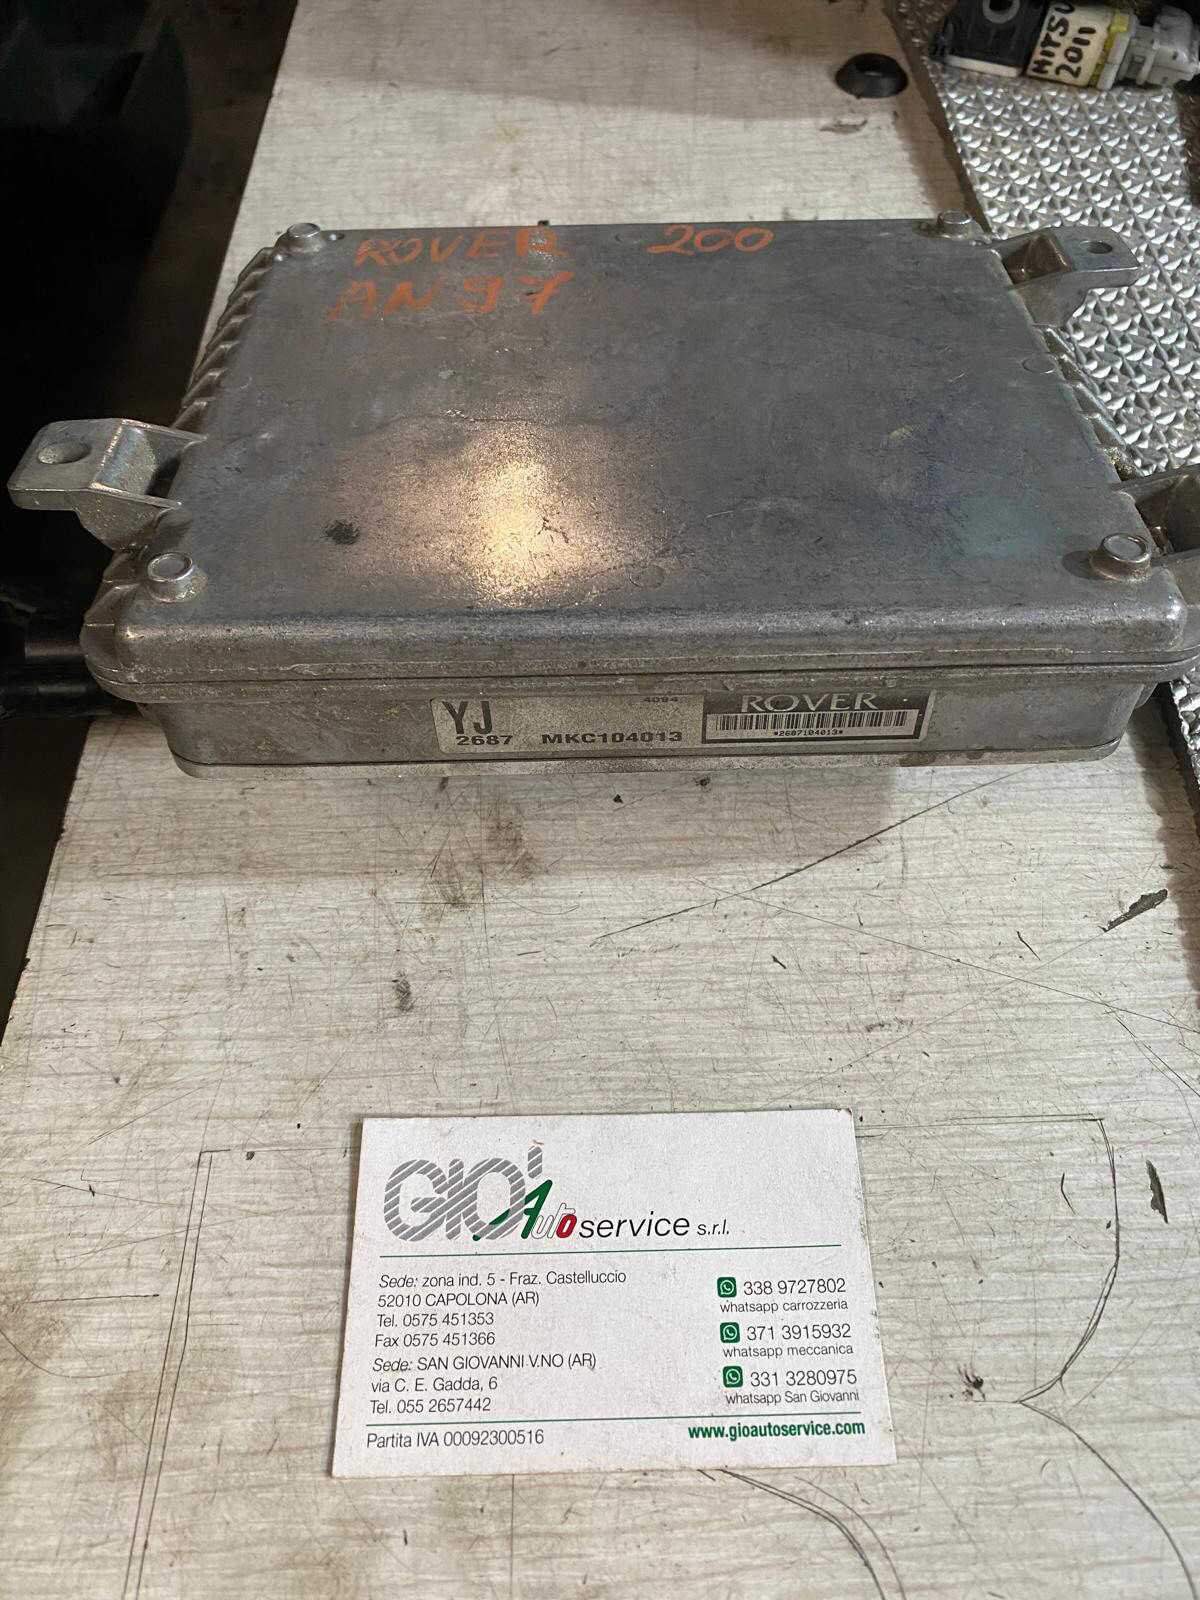 MITSU
2011
ROVER 200
AN 97
YJ
4094
ROVER
2687 MKC104013
*2687104013*
GIO' Autoservice s.r.l.
Sede: zona ind. 5 - Fraz. Castelluccio
52010 CAPOLONA (AR)
Tel. 0575 451353
Fax 0575 451366
Sede: SAN GIOVANNI V.NO (AR)
via C. E. Gadda, 6
Tel. 055 2657442
338 9727802
whatsapp carrozzeria
371 3915932
whatsapp meccanica
331 3280975
whatsapp San Giovanni
Partita IVA 00092300516
www.gioautoservice.com